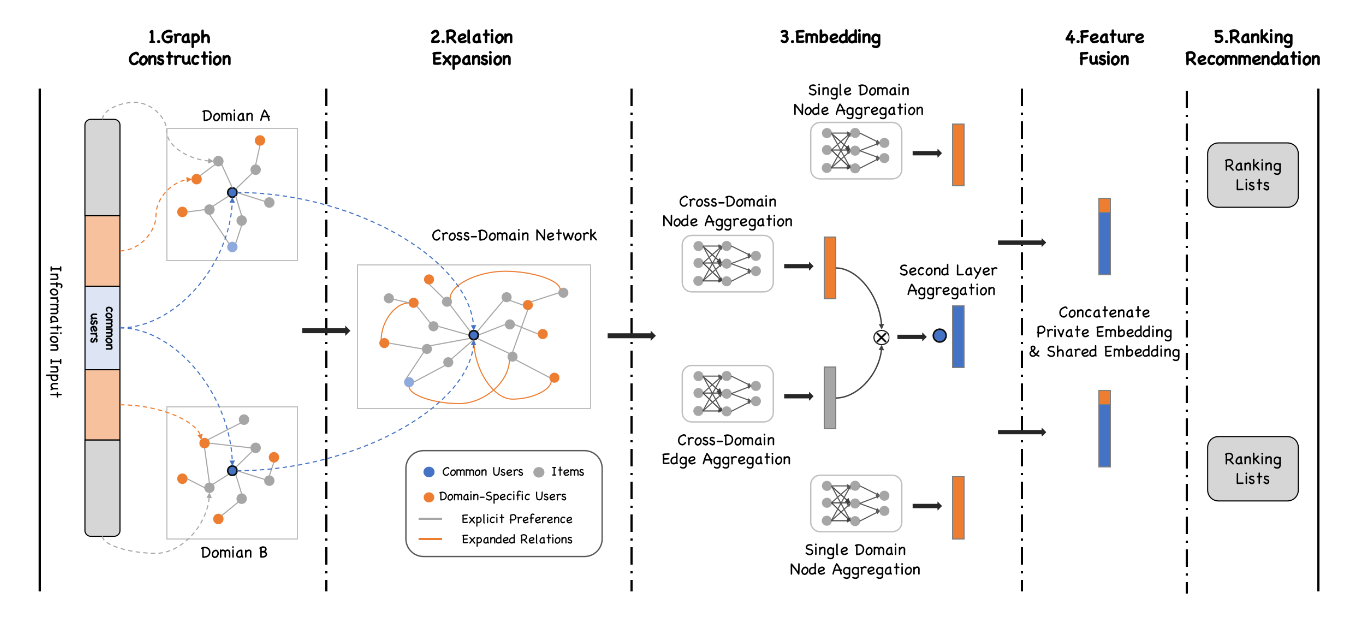 1.Graph
Construction
2.Relation
Expansion
3.Embedding
4.Feature
Fusion
5.Ranking
Recommendation
Information Input
common
users
Domian A
Domian B
Cross-Domain Network
Common Users
Items
Domain-Specific Users
Explicit Preference
Expanded Relations
Single Domain
Node Aggregation
Cross-Domain
Node Aggregation
Second Layer
Aggregation
Cross-Domain
Edge Aggregation
Single Domain
Node Aggregation
Concatenate
Private Embedding
& Shared Embedding
Ranking
Lists
Ranking
Lists